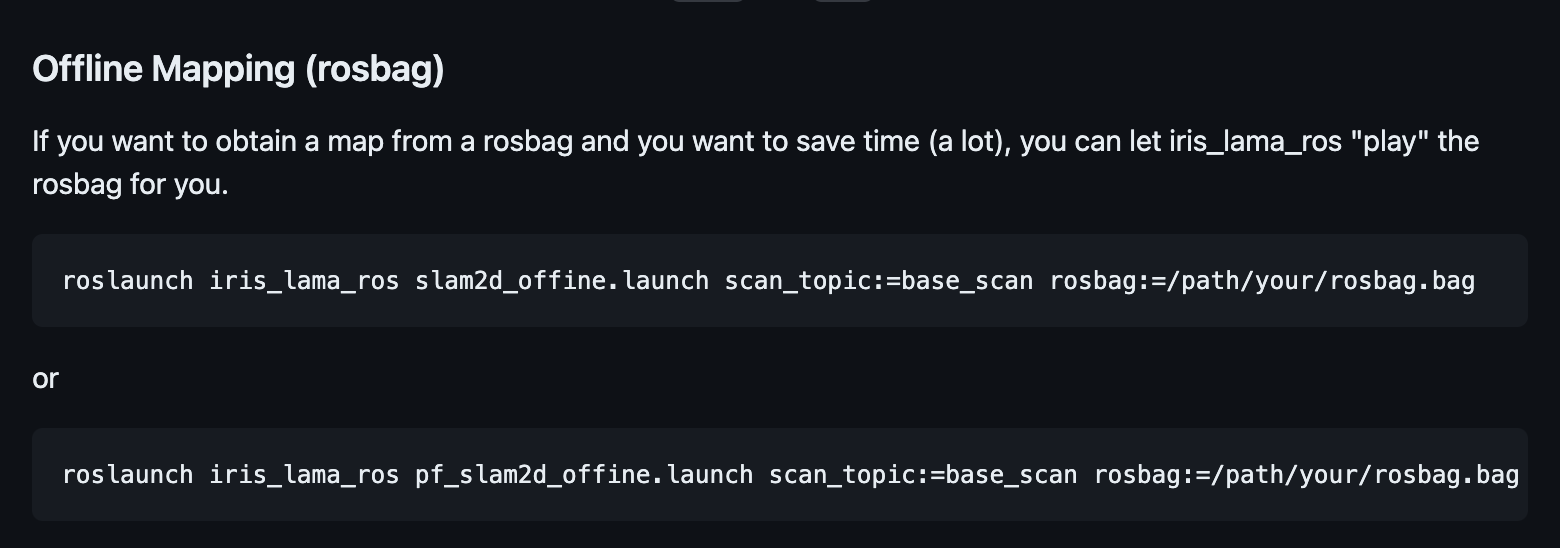 Offline Mapping (rosbag)
If you want to obtain a map from a rosbag and you want to save time (a lot), you can let iris_lama_ros "play" the
rosbag for you.
roslaunch iris_lama_ros slam2d_offine.launch scan_topic:=base_scan rosbag:=/path/your/rosbag.bag
or
roslaunch iris_lama_ros pf_slam2d_offine.launch scan_topic:=base_scan rosbag:=/path/your/rosbag.bag